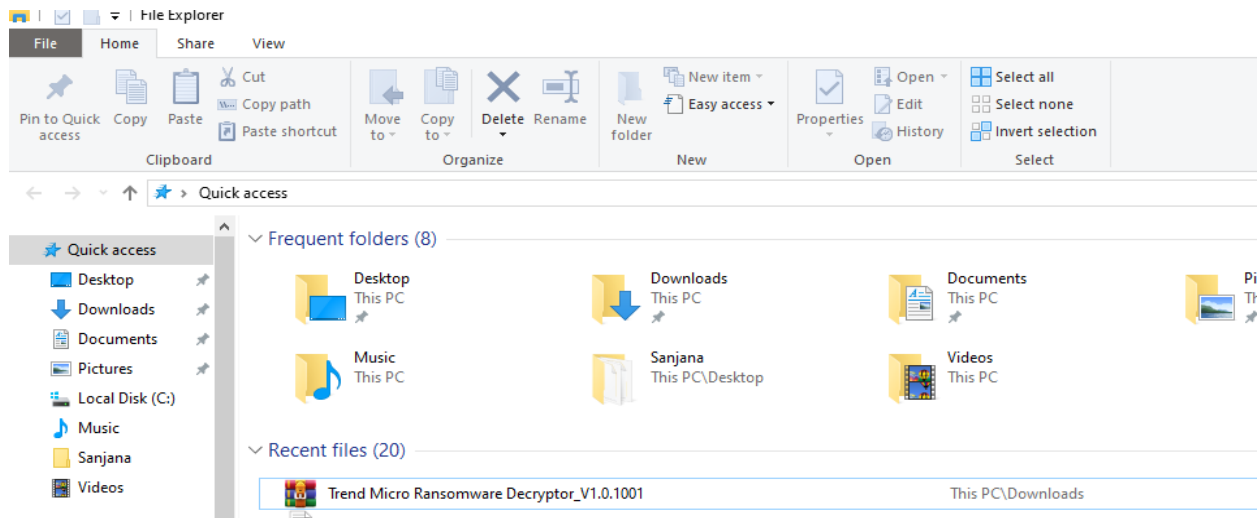 File Explorer
File Home Share View
Pin to Quick access
Copy
Paste
Cut
Copy path
Paste shortcut
Clipboard
Move to
Copy to
Delete
Rename
Organize
New folder
New item
Easy access
New
Properties
Open
Edit
History
Open
Select all
Select none
Invert selection
Select
Quick access
Quick access
Desktop
Downloads
Documents
Pictures
Local Disk (C:)
Music
Sanjana
Videos
Frequent folders (8)
Desktop
This PC
Downloads
This PC
Documents
This PC
Music
This PC
Sanjana
This PC\Desktop
Videos
This PC
Recent files (20)
Trend Micro Ransomware Decryptor_V1.0.1001 This PC\Downloads